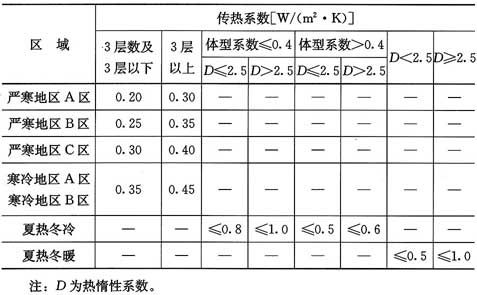 区 域 传热系数[W/(m²·K)]
3层数及3层以下 3层以上 体型系数≤0.4 体型系数>0.4 D<2.5 D≥2.5
D≤2.5 D>2.5 D≤2.5 D>2.5
严寒地区A区 0.20 0.30 — — — — — —
严寒地区B区 0.25 0.35 — — — — — —
严寒地区C区 0.30 0.40 — — — — — —
寒冷地区A区
寒冷地区B区 0.35 0.45 — — — — — —
夏热冬冷 — — ≤0.8 ≤1.0 ≤0.5 ≤0.6 — —
夏热冬暖 — — — — — — ≤0.5 ≤1.0
注:D为热惰性系数。